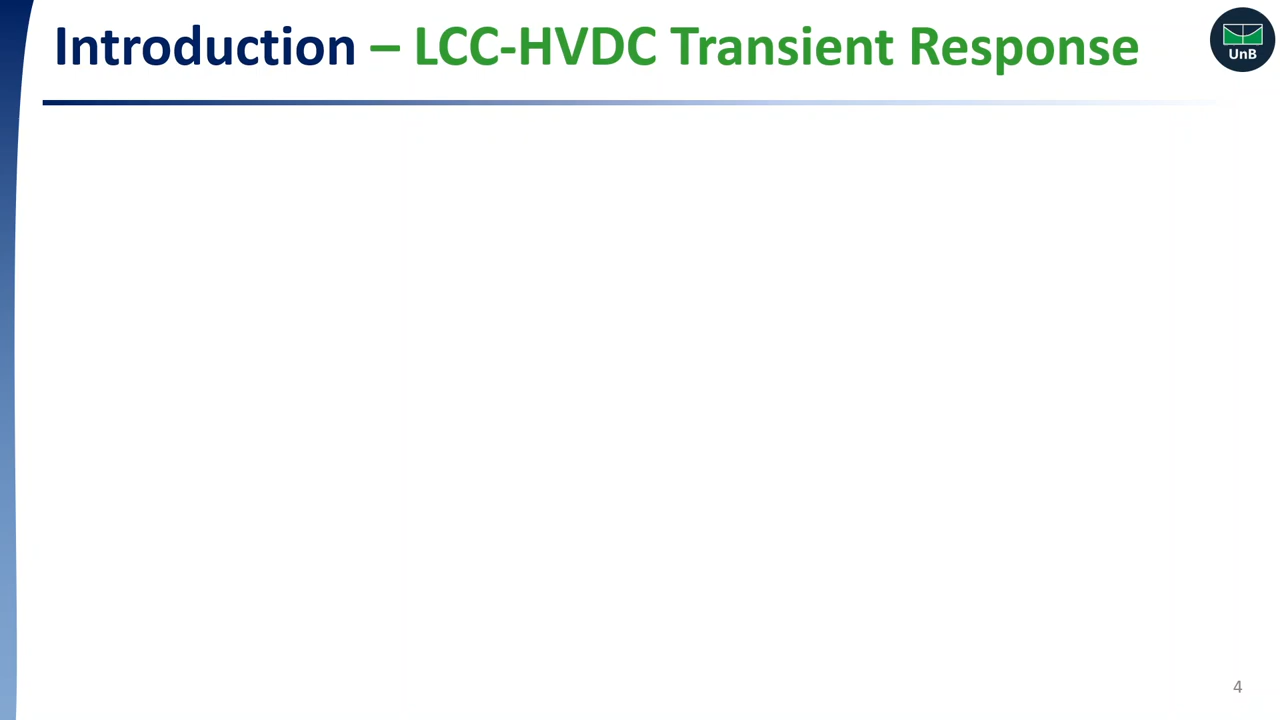 Introduction – LCC-HVDC Transient Response
UnB
4